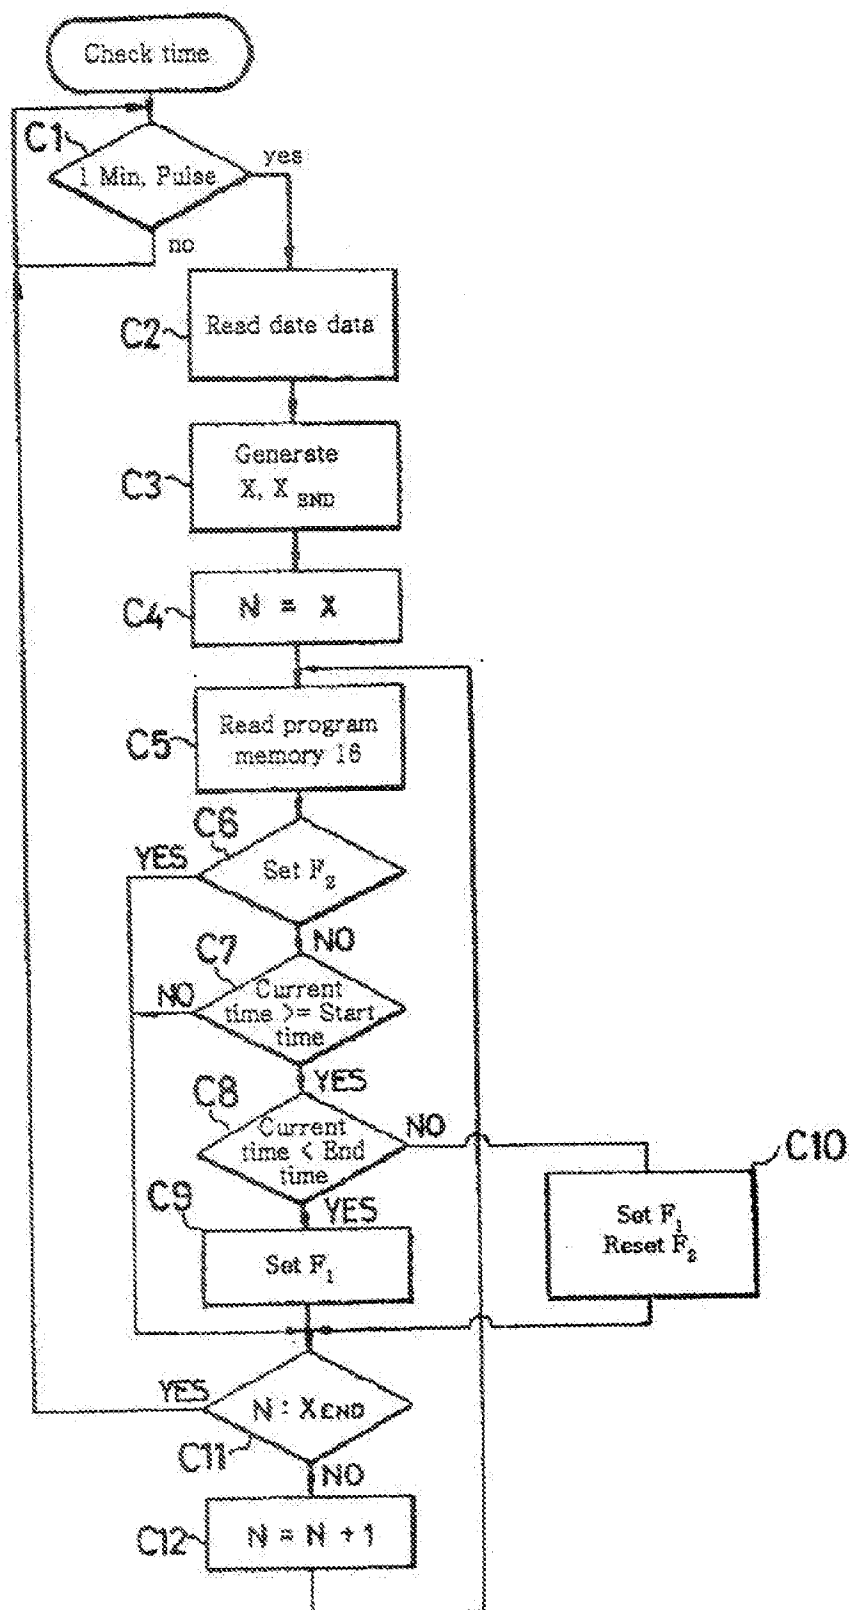 Check time
C1
1 Min. Pulse
yes
no
C2
Read date data
C3
Generate
X, X END
C4
N = X
C5
Read program
memory 16
C6
YES
Set F2
NO
C7
NO
Current
time >= Start
time
YES
C8
Current
time < End
time
NO
YES
C9
Set F1
C10
Set F1
Reset F2
YES
N : XEND
C11
NO
C12
N = N + 1